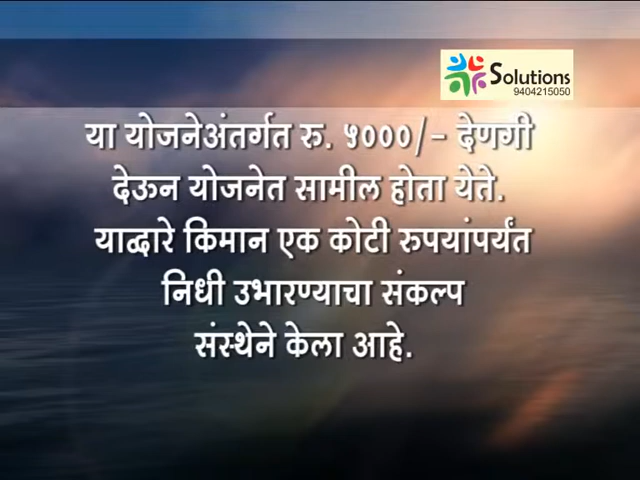 Solutions
9404215050
या योजनेअंतर्गत रु. ५०००/- देणगी
देऊन योजनेत सामील होता येते.
याद्वारे किमान एक कोटी रुपयांपर्यंत
निधी उभारण्याचा संकल्प
संस्थेने केला आहे.